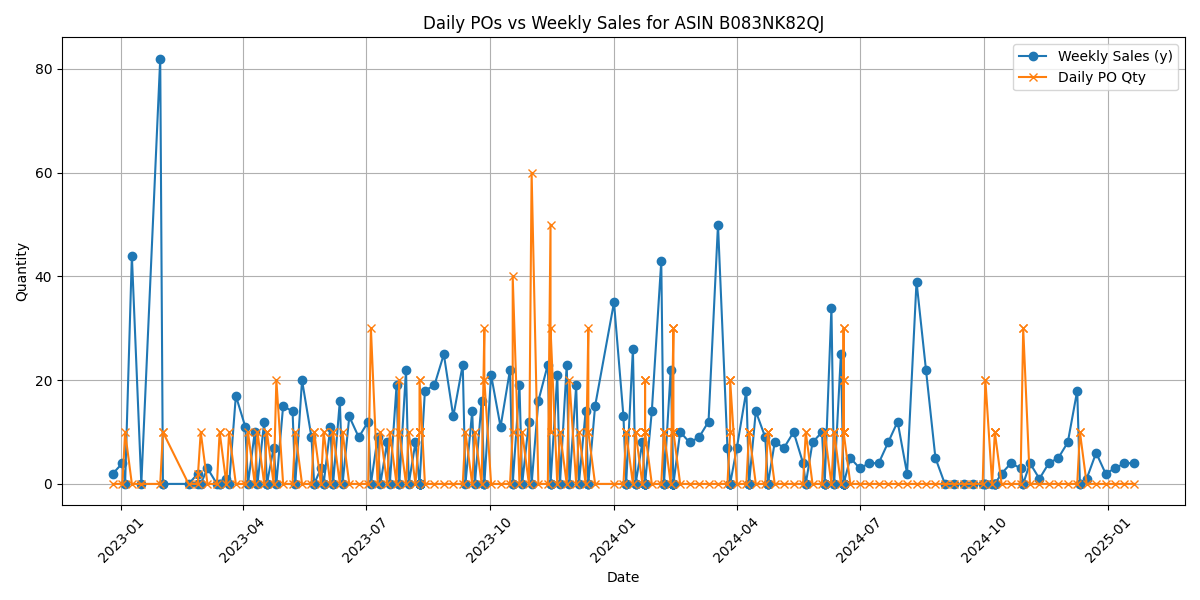 Daily POs vs Weekly Sales for ASIN B083NK82QJ
Weekly Sales (y)
Daily PO Qty
Quantity
80
60
40
20
0
2023-01
2023-04
2023-07
2023-10
2024-01
2024-04
2024-07
2024-10
2025-01
Date